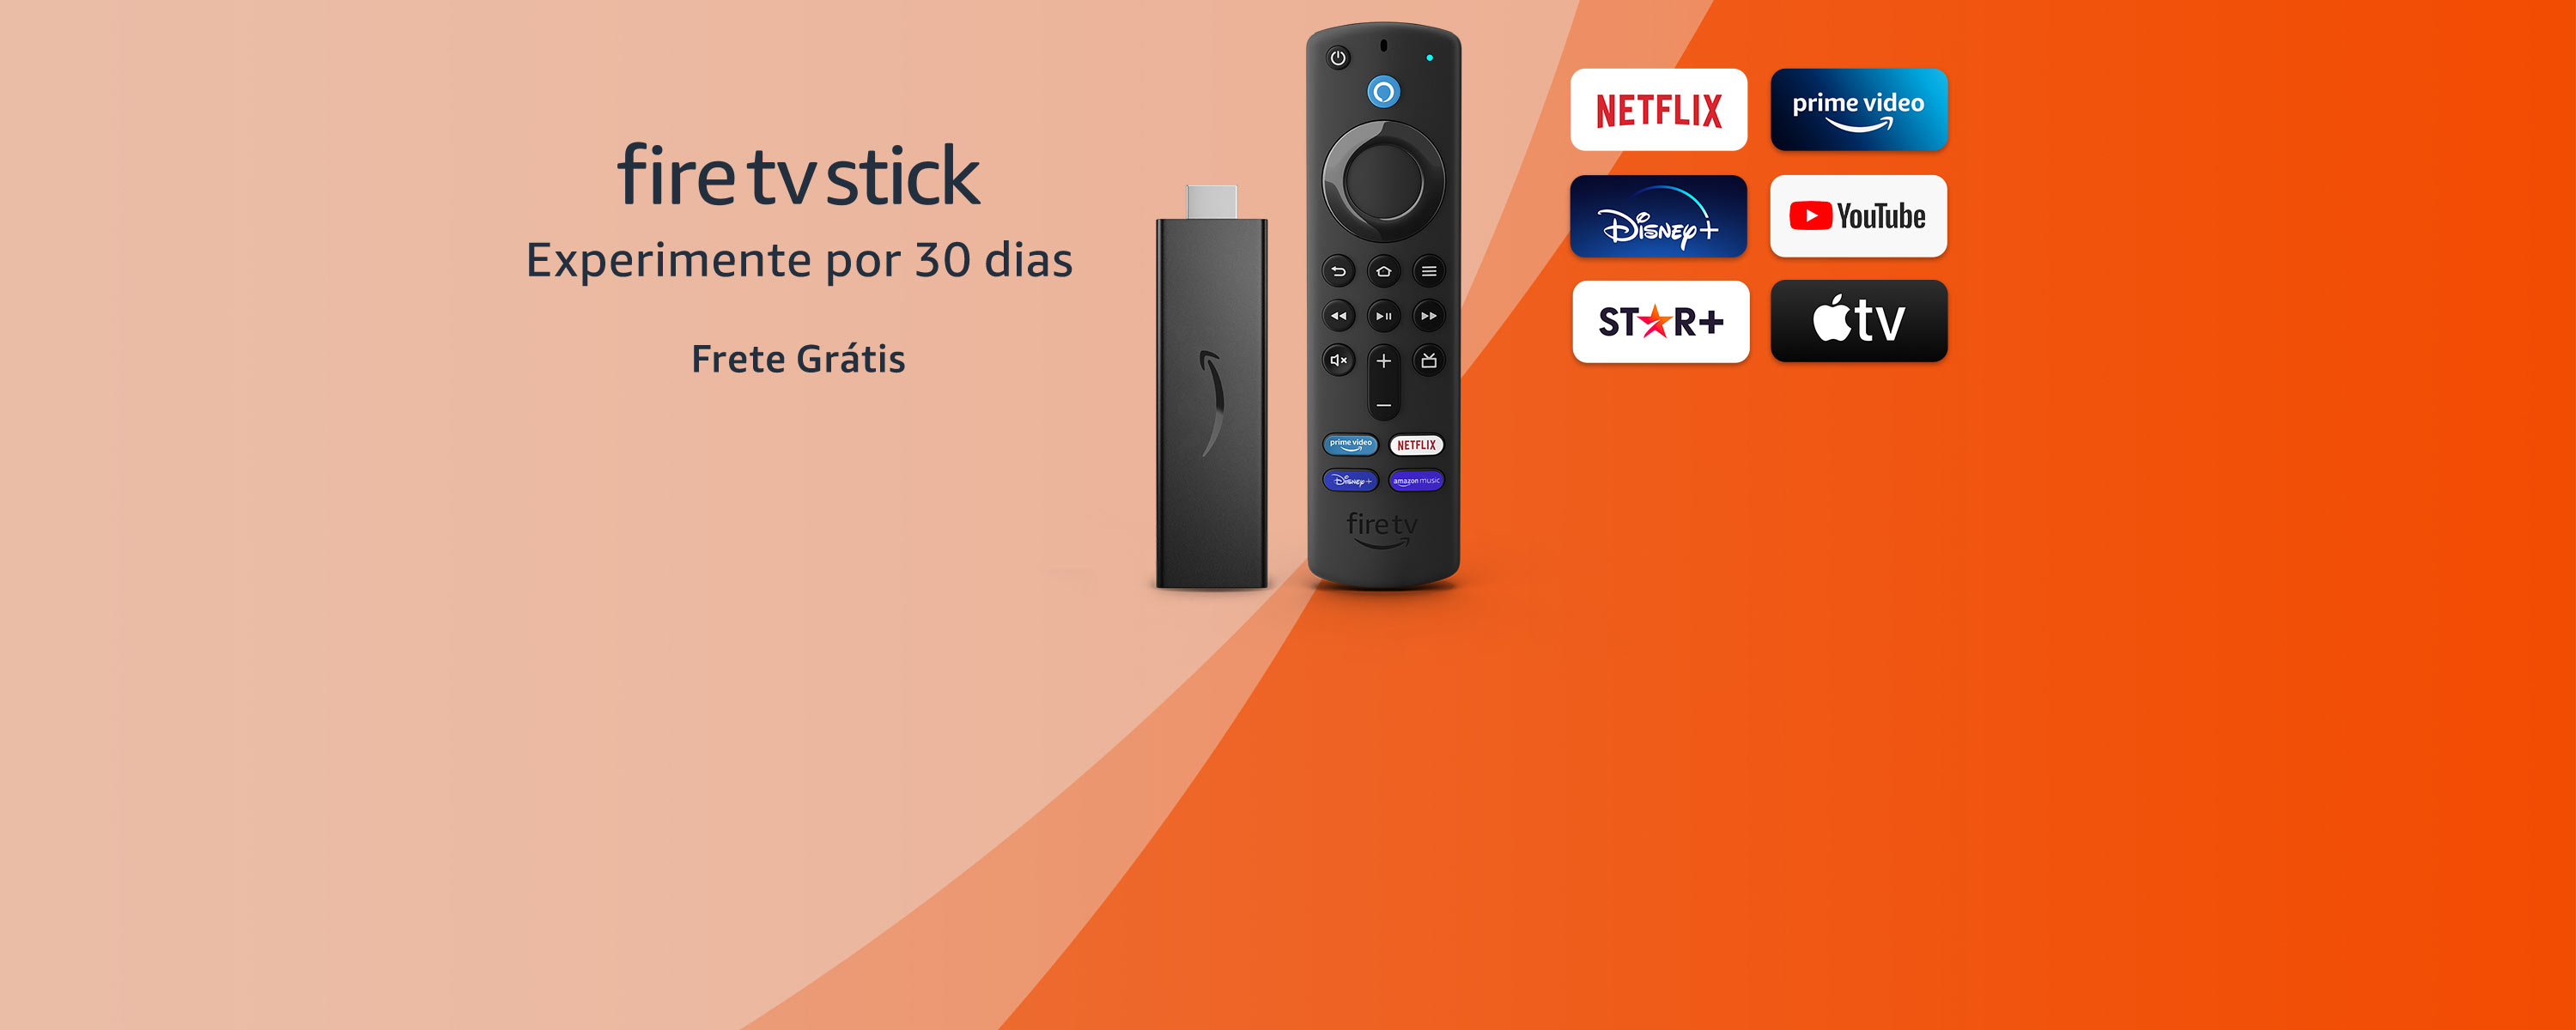 fire tv stick
Experimente por 30 dias
Frete Grátis
prime video
NETFLIX
Disney+
amazon music
fire tv
NETFLIX
prime video
Disney+
YouTube
STAR+
tv